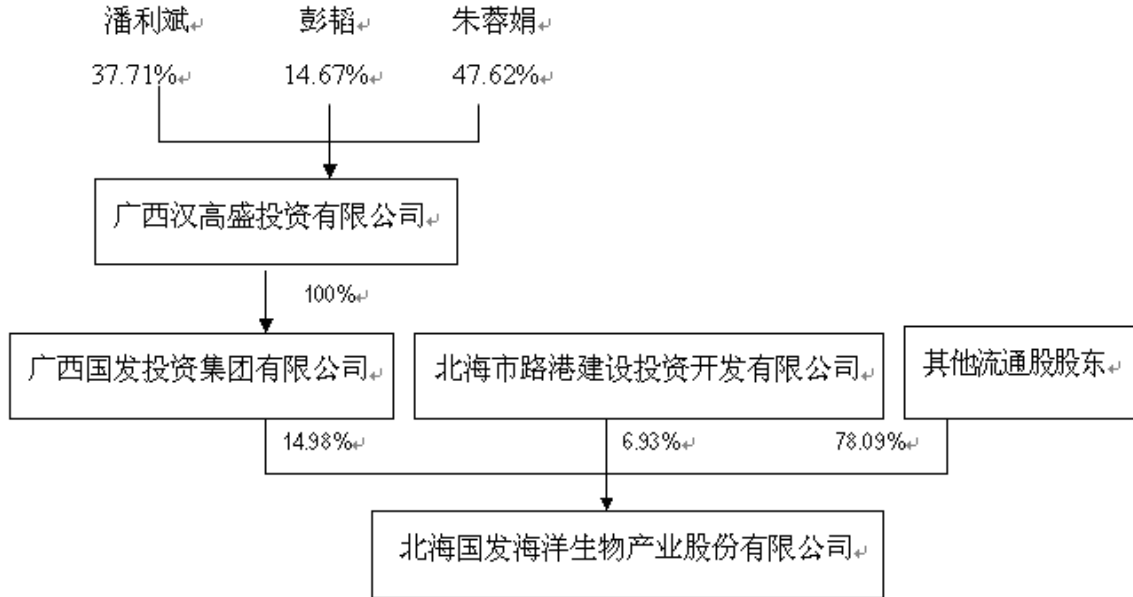 潘利斌 彭韬 朱蓉娟
37.71% 14.67% 47.62%
广西汉高盛投资有限公司
100%
广西国发投资集团有限公司 北海市路港建设投资开发有限公司 其他流通股股东
14.98% 6.93% 78.09%
北海国发海洋生物产业股份有限公司